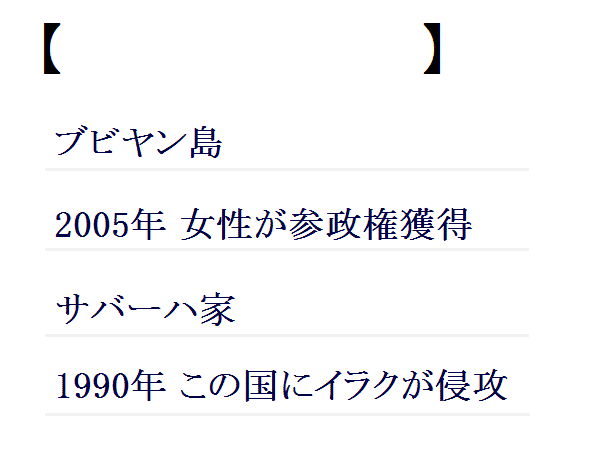 【 】
ブビヤン島
2005年 女性が参政権獲得
サバーハ家
1990年 この国にイラクが侵攻